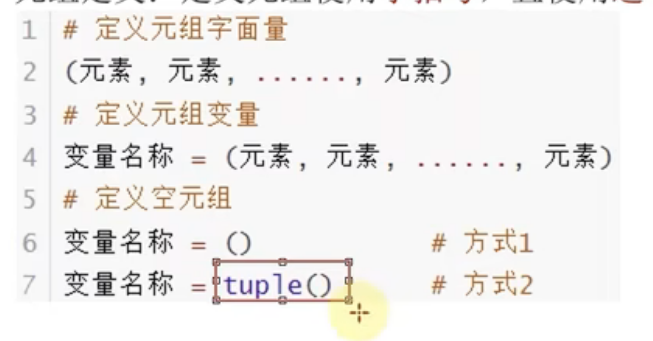 1 # 定义元组字面量
2 (元素, 元素, ......, 元素)
3 # 定义元组变量
4 变量名称 = (元素, 元素, ......, 元素)
5 # 定义空元组
6 变量名称 = () # 方式1
7 变量名称 = tuple() # 方式2